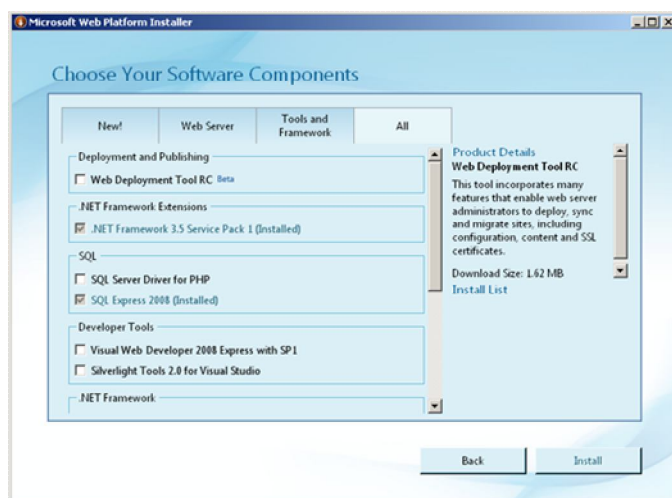 Microsoft Web Platform Installer
Choose Your Software Components
New!
Web Server
Tools and
Framework
All
Deployment and Publishing
Web Deployment Tool RC Beta
.NET Framework Extensions
.NET Framework 3.5 Service Pack 1 (Installed)
SQL
SQL Server Driver for PHP
SQL Express 2008 (Installed)
Developer Tools
Visual Web Developer 2008 Express with SP1
Silverlight Tools 2.0 for Visual Studio
.NET Framework
Product Details
Web Deployment Tool RC
This tool incorporates many
features that enable web server
administrators to deploy, sync
and migrate sites, including
configuration, content and SSL
certificates.
Download Size: 1.62 MB
Install List
Back
Install